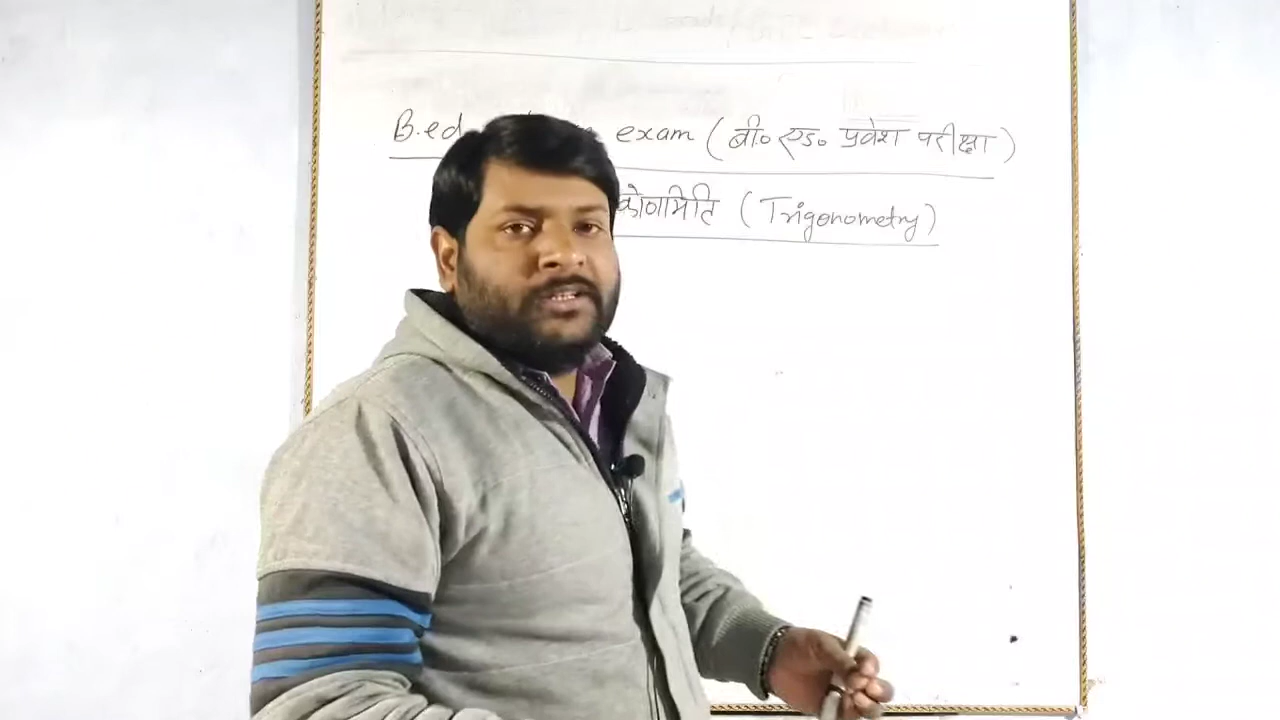 B.ed exam (बी० एड० प्रवेश परीक्षा)
कोणमिति (Trigonometry)